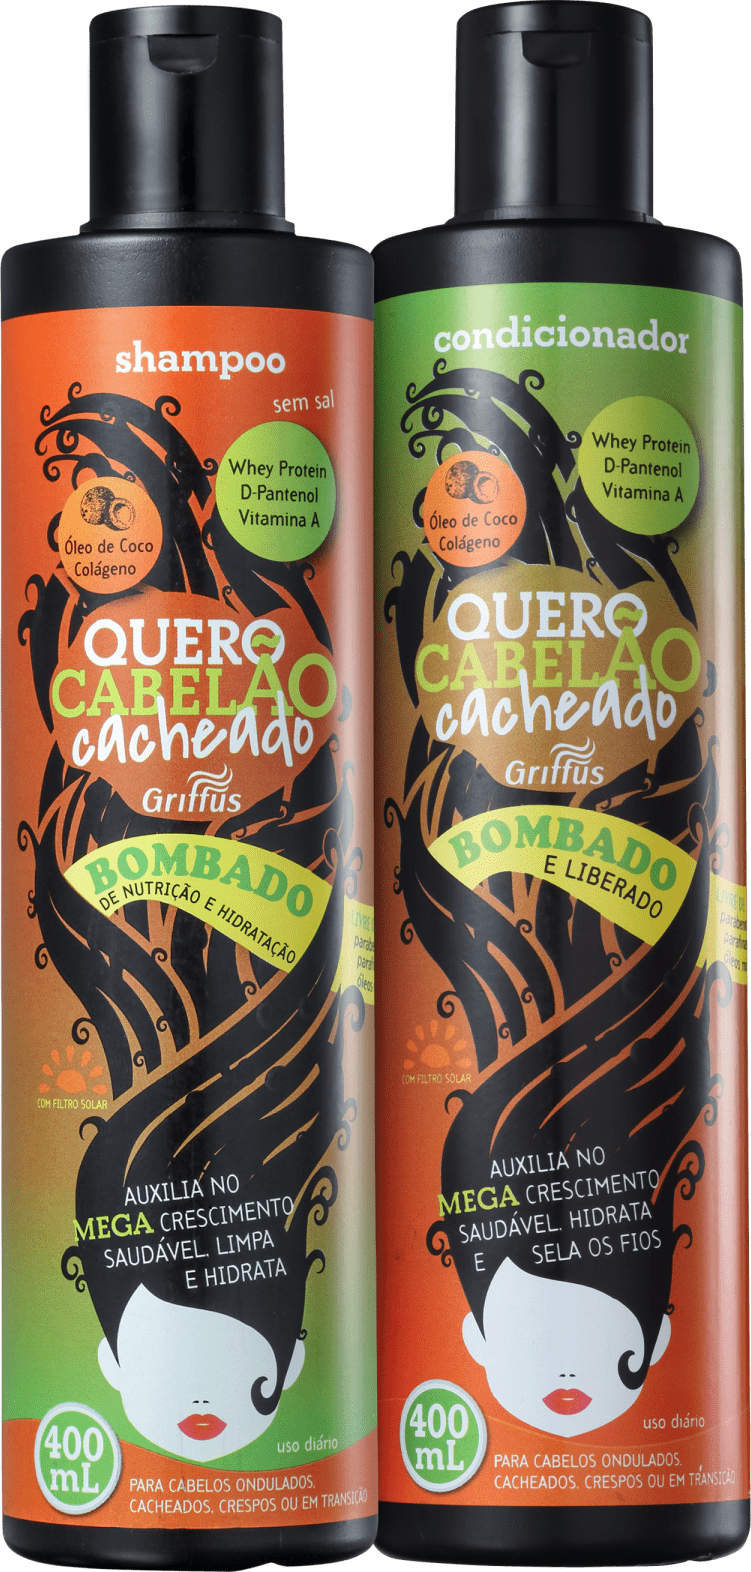 shampoo
sem sal
Whey Protein
D-Pantenol
Vitamina A
Óleo de Coco
Colágeno
QUERO
CABELÃO,
cacheado
Griffus
BOMBADO
DE NUTRIÇÃO E HIDRATAÇÃO
COM FILTRO SOLAR
AUXILIA NO
MEGA CRESCIMENTO
SAUDÁVEL, LIMPA
E HIDRATA
400
mL
uso diário
PARA CABELOS ONDULADOS,
CACHEADOS, CRESPOS OU EM TRANSIÇÃO
condicionador
Whey Protein
D-Pantenol
Vitamina A
Óleo de Coco
Colágeno
QUERO
CABELÃO,
cacheado
Griffus
BOMBADO
E LIBERADO
LIVRE DE
COM FILTRO SOLAR
AUXILIA NO
MEGA CRESCIMENTO
SAUDÁVEL, HIDRATA
E SELA OS FIOS
400
mL
uso diário
PARA CABELOS ONDULADOS,
CACHEADOS, CRESPOS OU EM TRANSIÇÃO